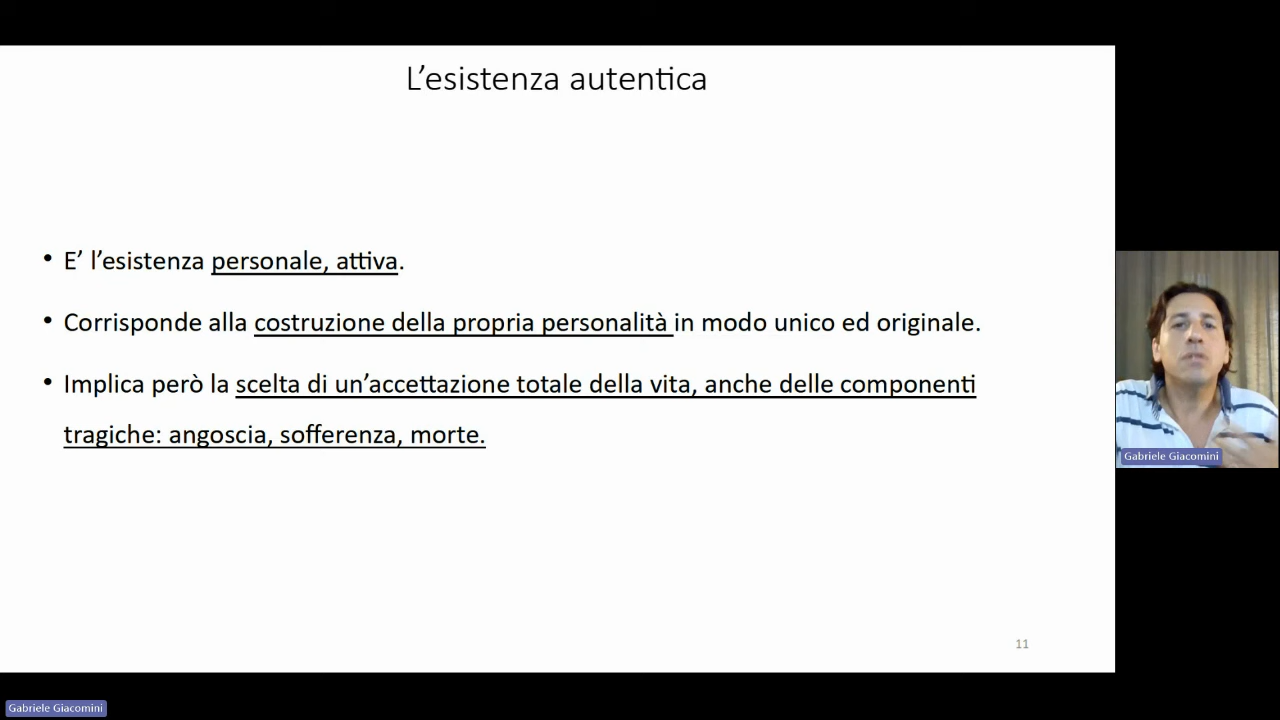 L’esistenza autentica
• E’ l’esistenza personale, attiva.
• Corrisponde alla costruzione della propria personalità in modo unico ed originale.
• Implica però la scelta di un’accettazione totale della vita, anche delle componenti
tragiche: angoscia, sofferenza, morte.
11
Gabriele Giacomini
Gabriele Giacomini